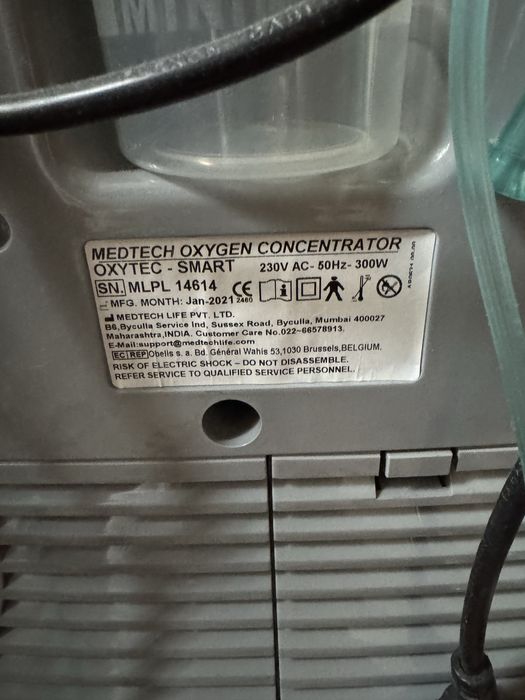 MEDTECH OXYGEN CONCENTRATOR
OXYTEC - SMART 230V AC- 50Hz- 300W
SN. MLPL 14614
MFG. MONTH: Jan-2021 CE 2460
MEDTECH LIFE PVT. LTD.
B6,Byculla Service Ind, Sussex Road, Byculla, Mumbai 400027
Maharashtra,INDIA. Customer Care No.022-66578913.
E-Mail:support@medtechlife.com
EC REP Obelis s. a. Bd. Général Wahis 53,1030 Brussels,BELGIUM.
RISK OF ELECTRIC SHOCK – DO NOT DISASSEMBLE.
REFER SERVICE TO QUALIFIED SERVICE PERSONNEL.